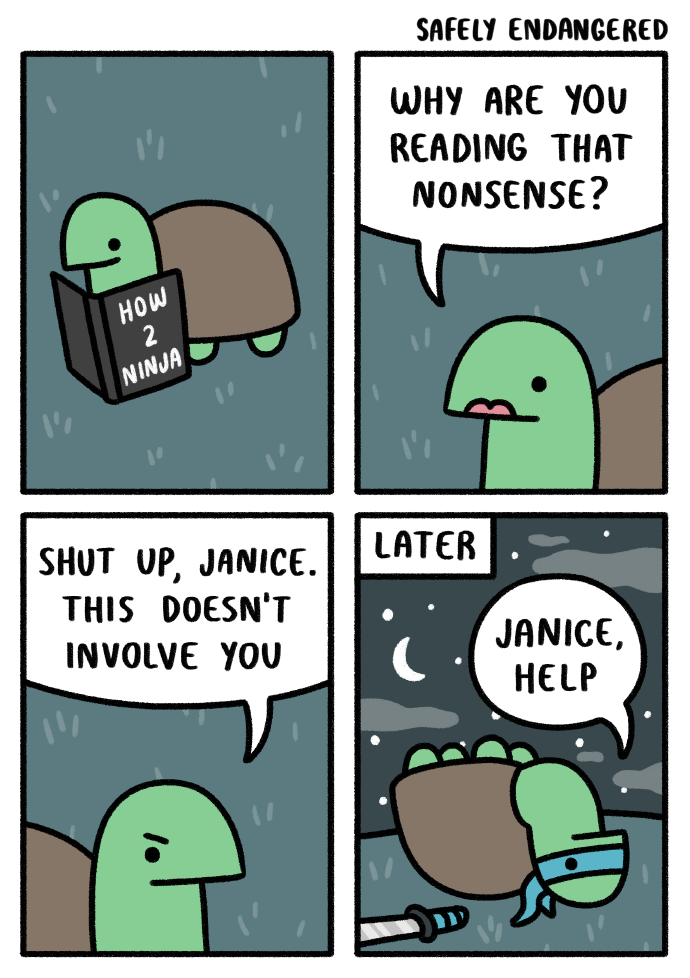 SAFELY ENDANGERED
HOW
2
NINJA
WHY ARE YOU
READING THAT
NONSENSE?
SHUT UP, JANICE.
THIS DOESN'T
INVOLVE YOU
LATER
JANICE,
HELP